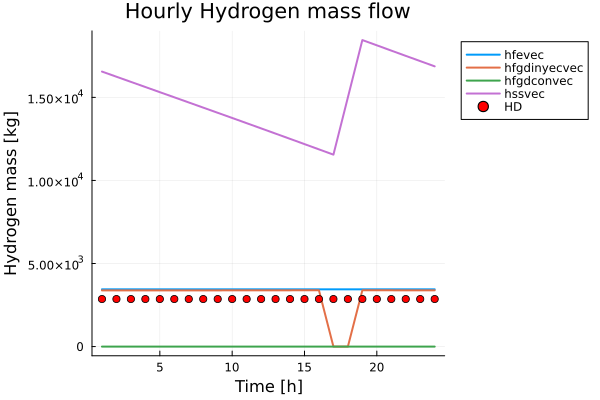 Hourly Hydrogen mass flow
Hydrogen mass [kg]
1.50×10⁴
1.00×10⁴
5.00×10³
0
5 10 15 20
Time [h]
hfevec
hfgdinyecvec
hfgdconvec
hssvec
HD